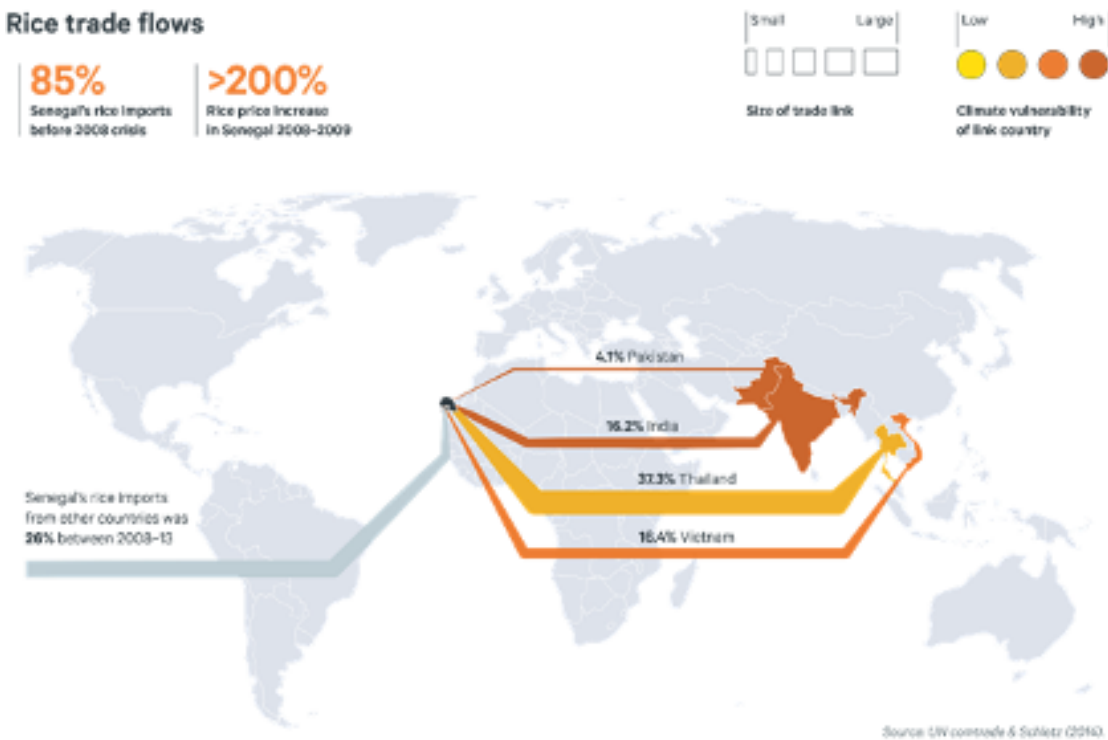 Rice trade flows
85%
Senegal's rice imports
before 2008 crisis
>200%
Rice price increase
in Senegal 2008–2009
Small Large
Size of trade link
Low High
Climate vulnerability
of link country
4.1% Pakistan
16.2% India
37.3% Thailand
16.4% Vietnam
Senegal's rice imports
from other countries was
26% between 2008–13
Source: UN comtrade & Schletz (2016).